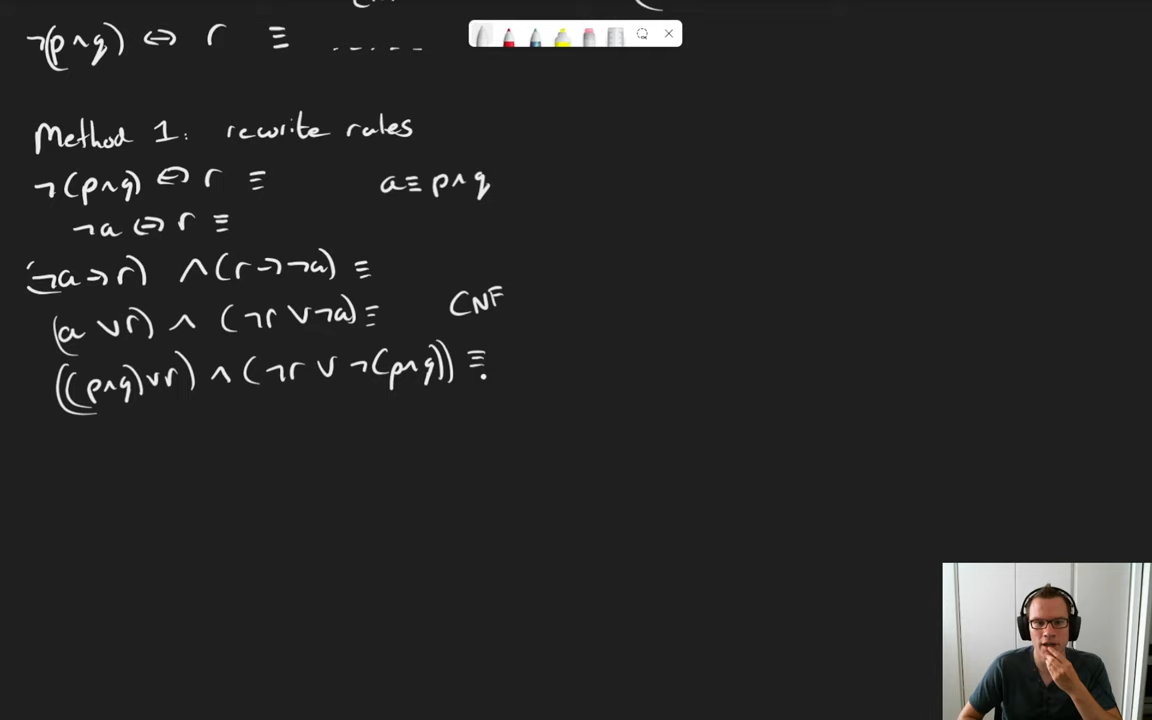 ¬(p∧q) ⇔ r ≡ -----
Method 1: rewrite rules
¬(p∧q) ⇔ r ≡ a ≡ p∧q
¬a ⇔ r ≡
(¬a → r) ∧ (r → ¬a) ≡
(a ∨ r) ∧ (¬r ∨ ¬a) ≡ CNF
((p∧q) ∨ r) ∧ (¬r ∨ ¬(p∧q)) ≡